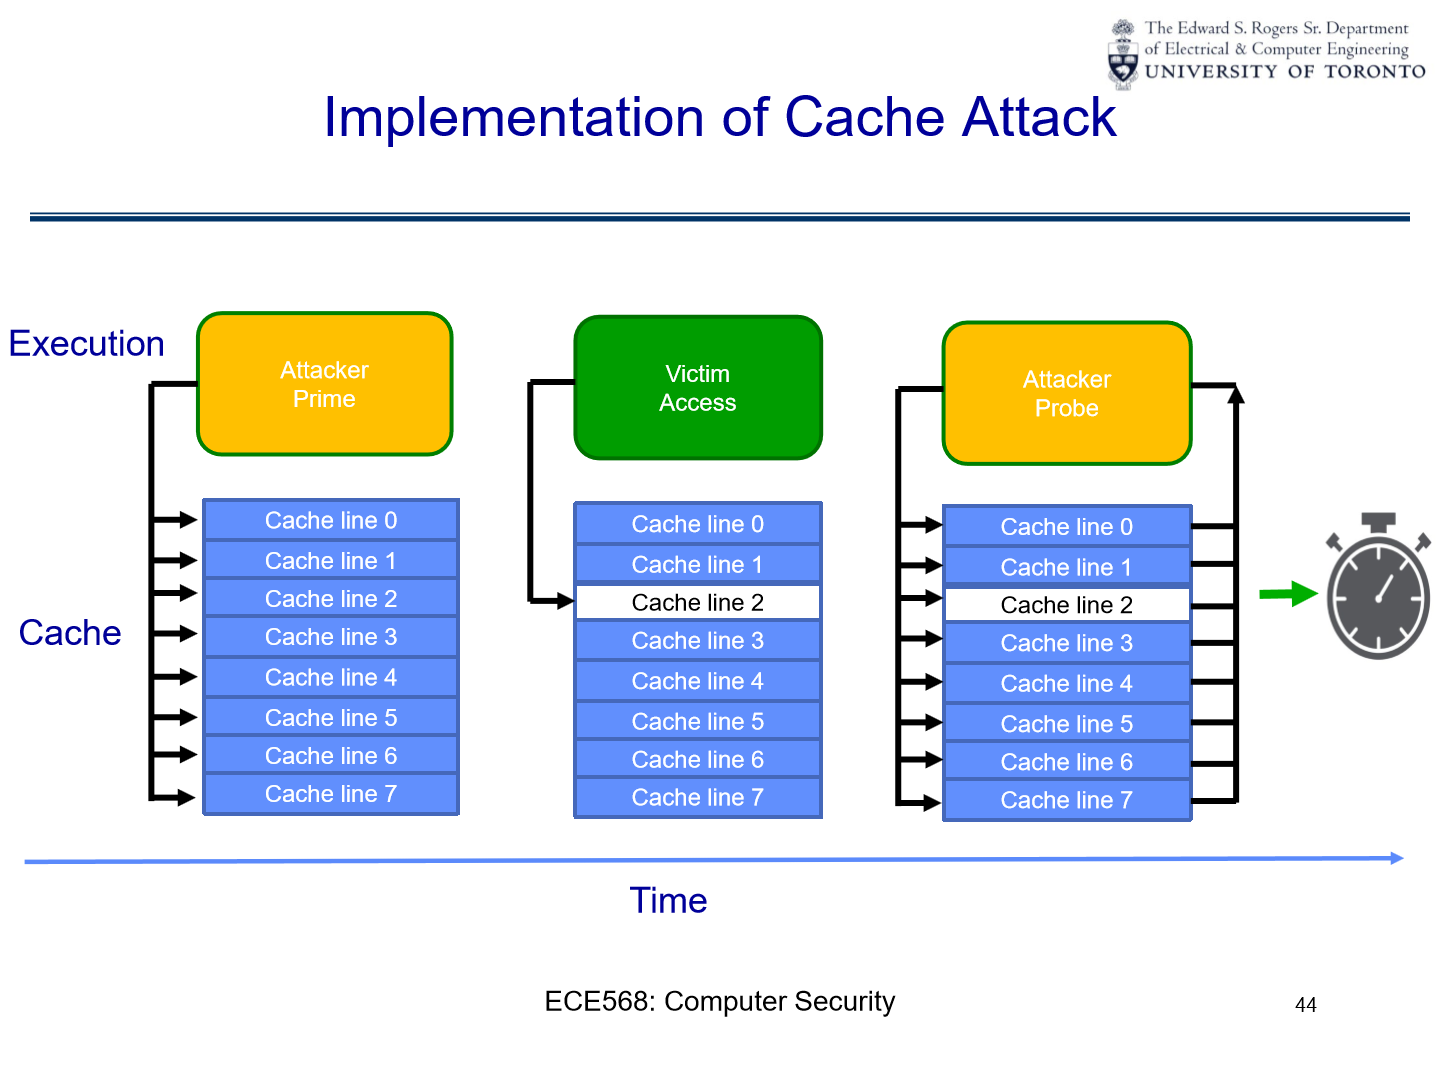 The Edward S. Rogers Sr. Department
of Electrical & Computer Engineering
UNIVERSITY OF TORONTO
Implementation of Cache Attack
Execution
Attacker
Prime
Victim
Access
Attacker
Probe
Cache
Cache line 0
Cache line 1
Cache line 2
Cache line 3
Cache line 4
Cache line 5
Cache line 6
Cache line 7
Cache line 0
Cache line 1
Cache line 2
Cache line 3
Cache line 4
Cache line 5
Cache line 6
Cache line 7
Cache line 0
Cache line 1
Cache line 2
Cache line 3
Cache line 4
Cache line 5
Cache line 6
Cache line 7
Time
ECE568: Computer Security
44